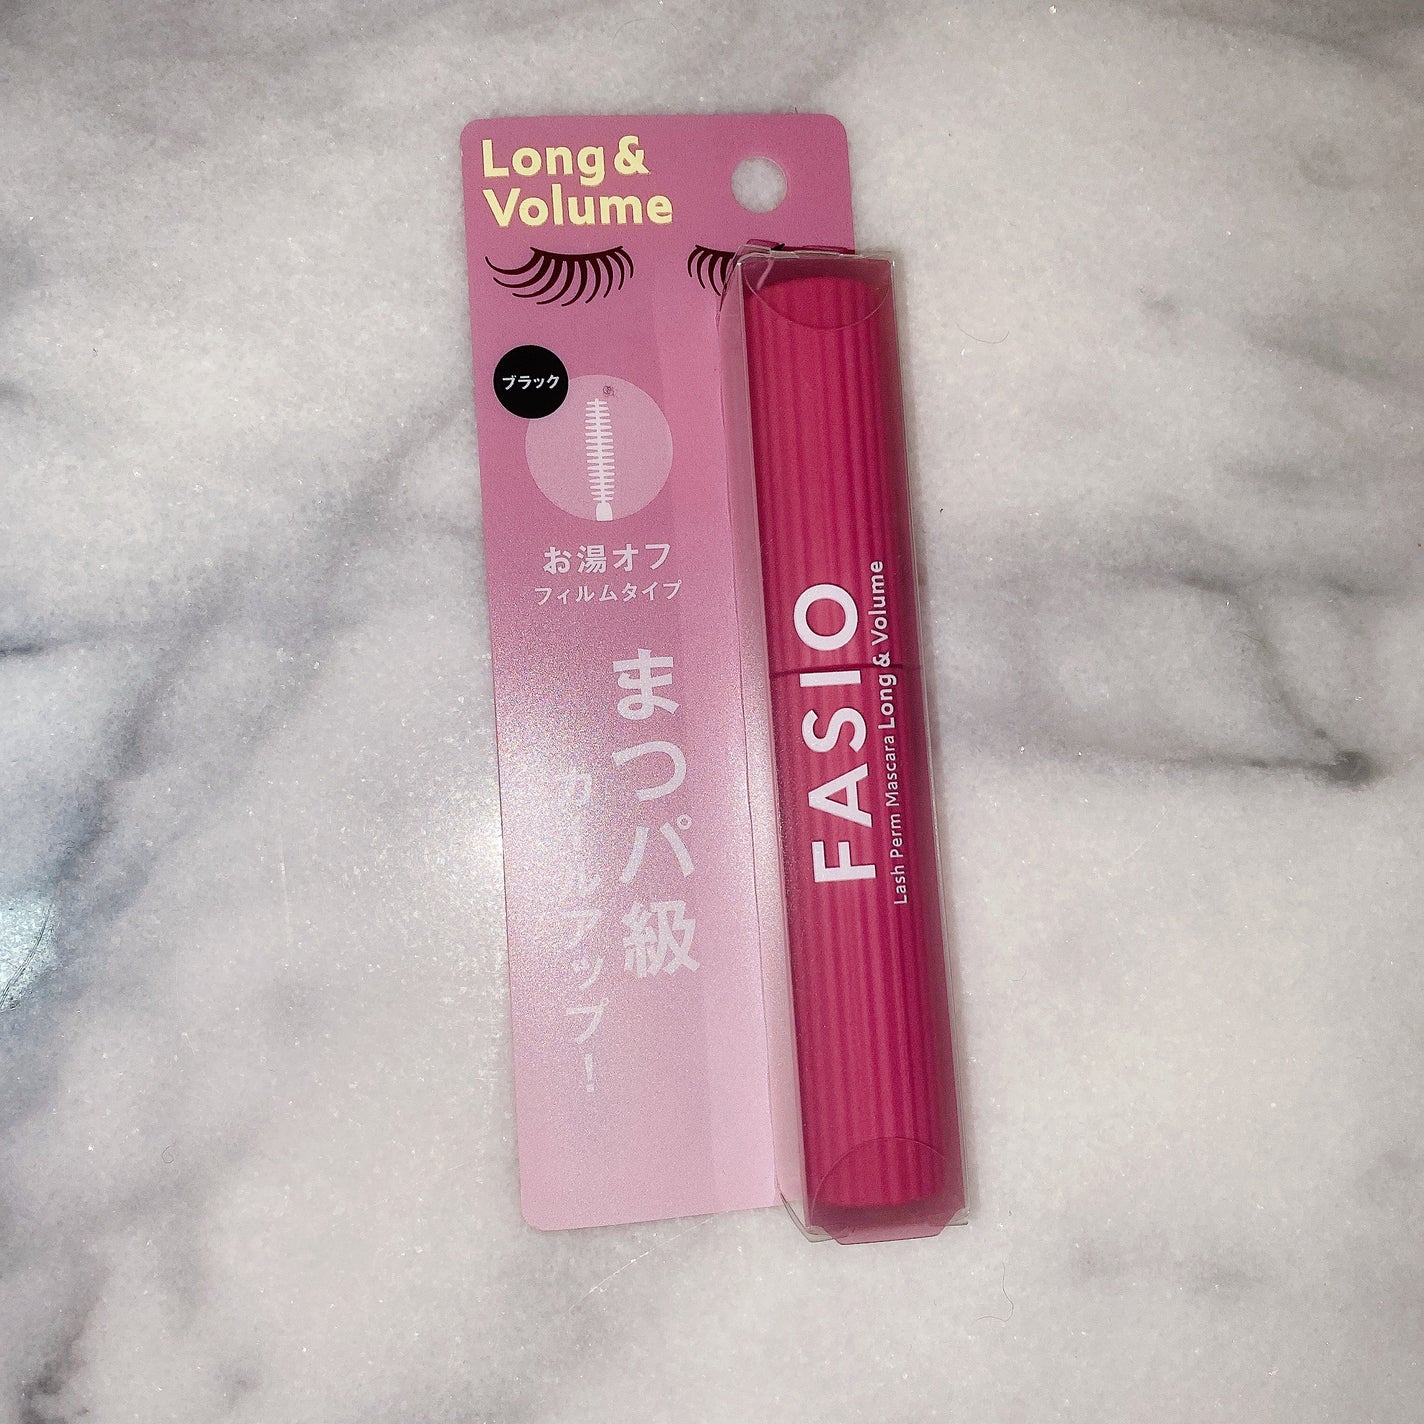 Long &
Volume
ブラック
お湯オフ
フィルムタイプ
まつパ級
カールアップ!
FASIO
Lash Perm Mascara Long & Volume